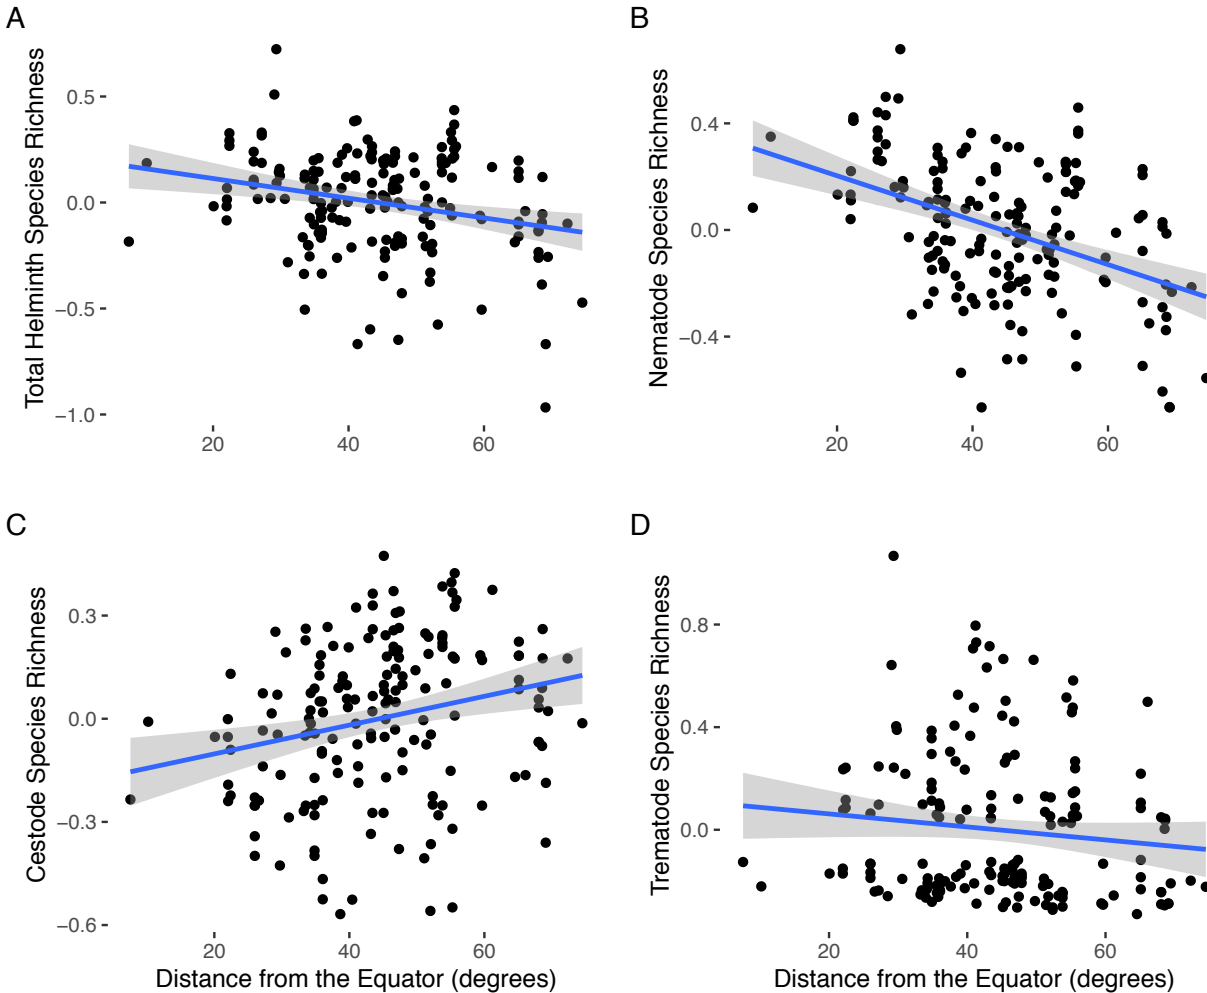 A
Total Helminth Species Richness
0.5
0.0
−0.5
−1.0
20 40 60
B
Nematode Species Richness
0.4
0.0
−0.4
20 40 60
C
Cestode Species Richness
0.3
0.0
−0.3
−0.6
20 40 60
Distance from the Equator (degrees)
D
Trematode Species Richness
0.8
0.4
0.0
20 40 60
Distance from the Equator (degrees)